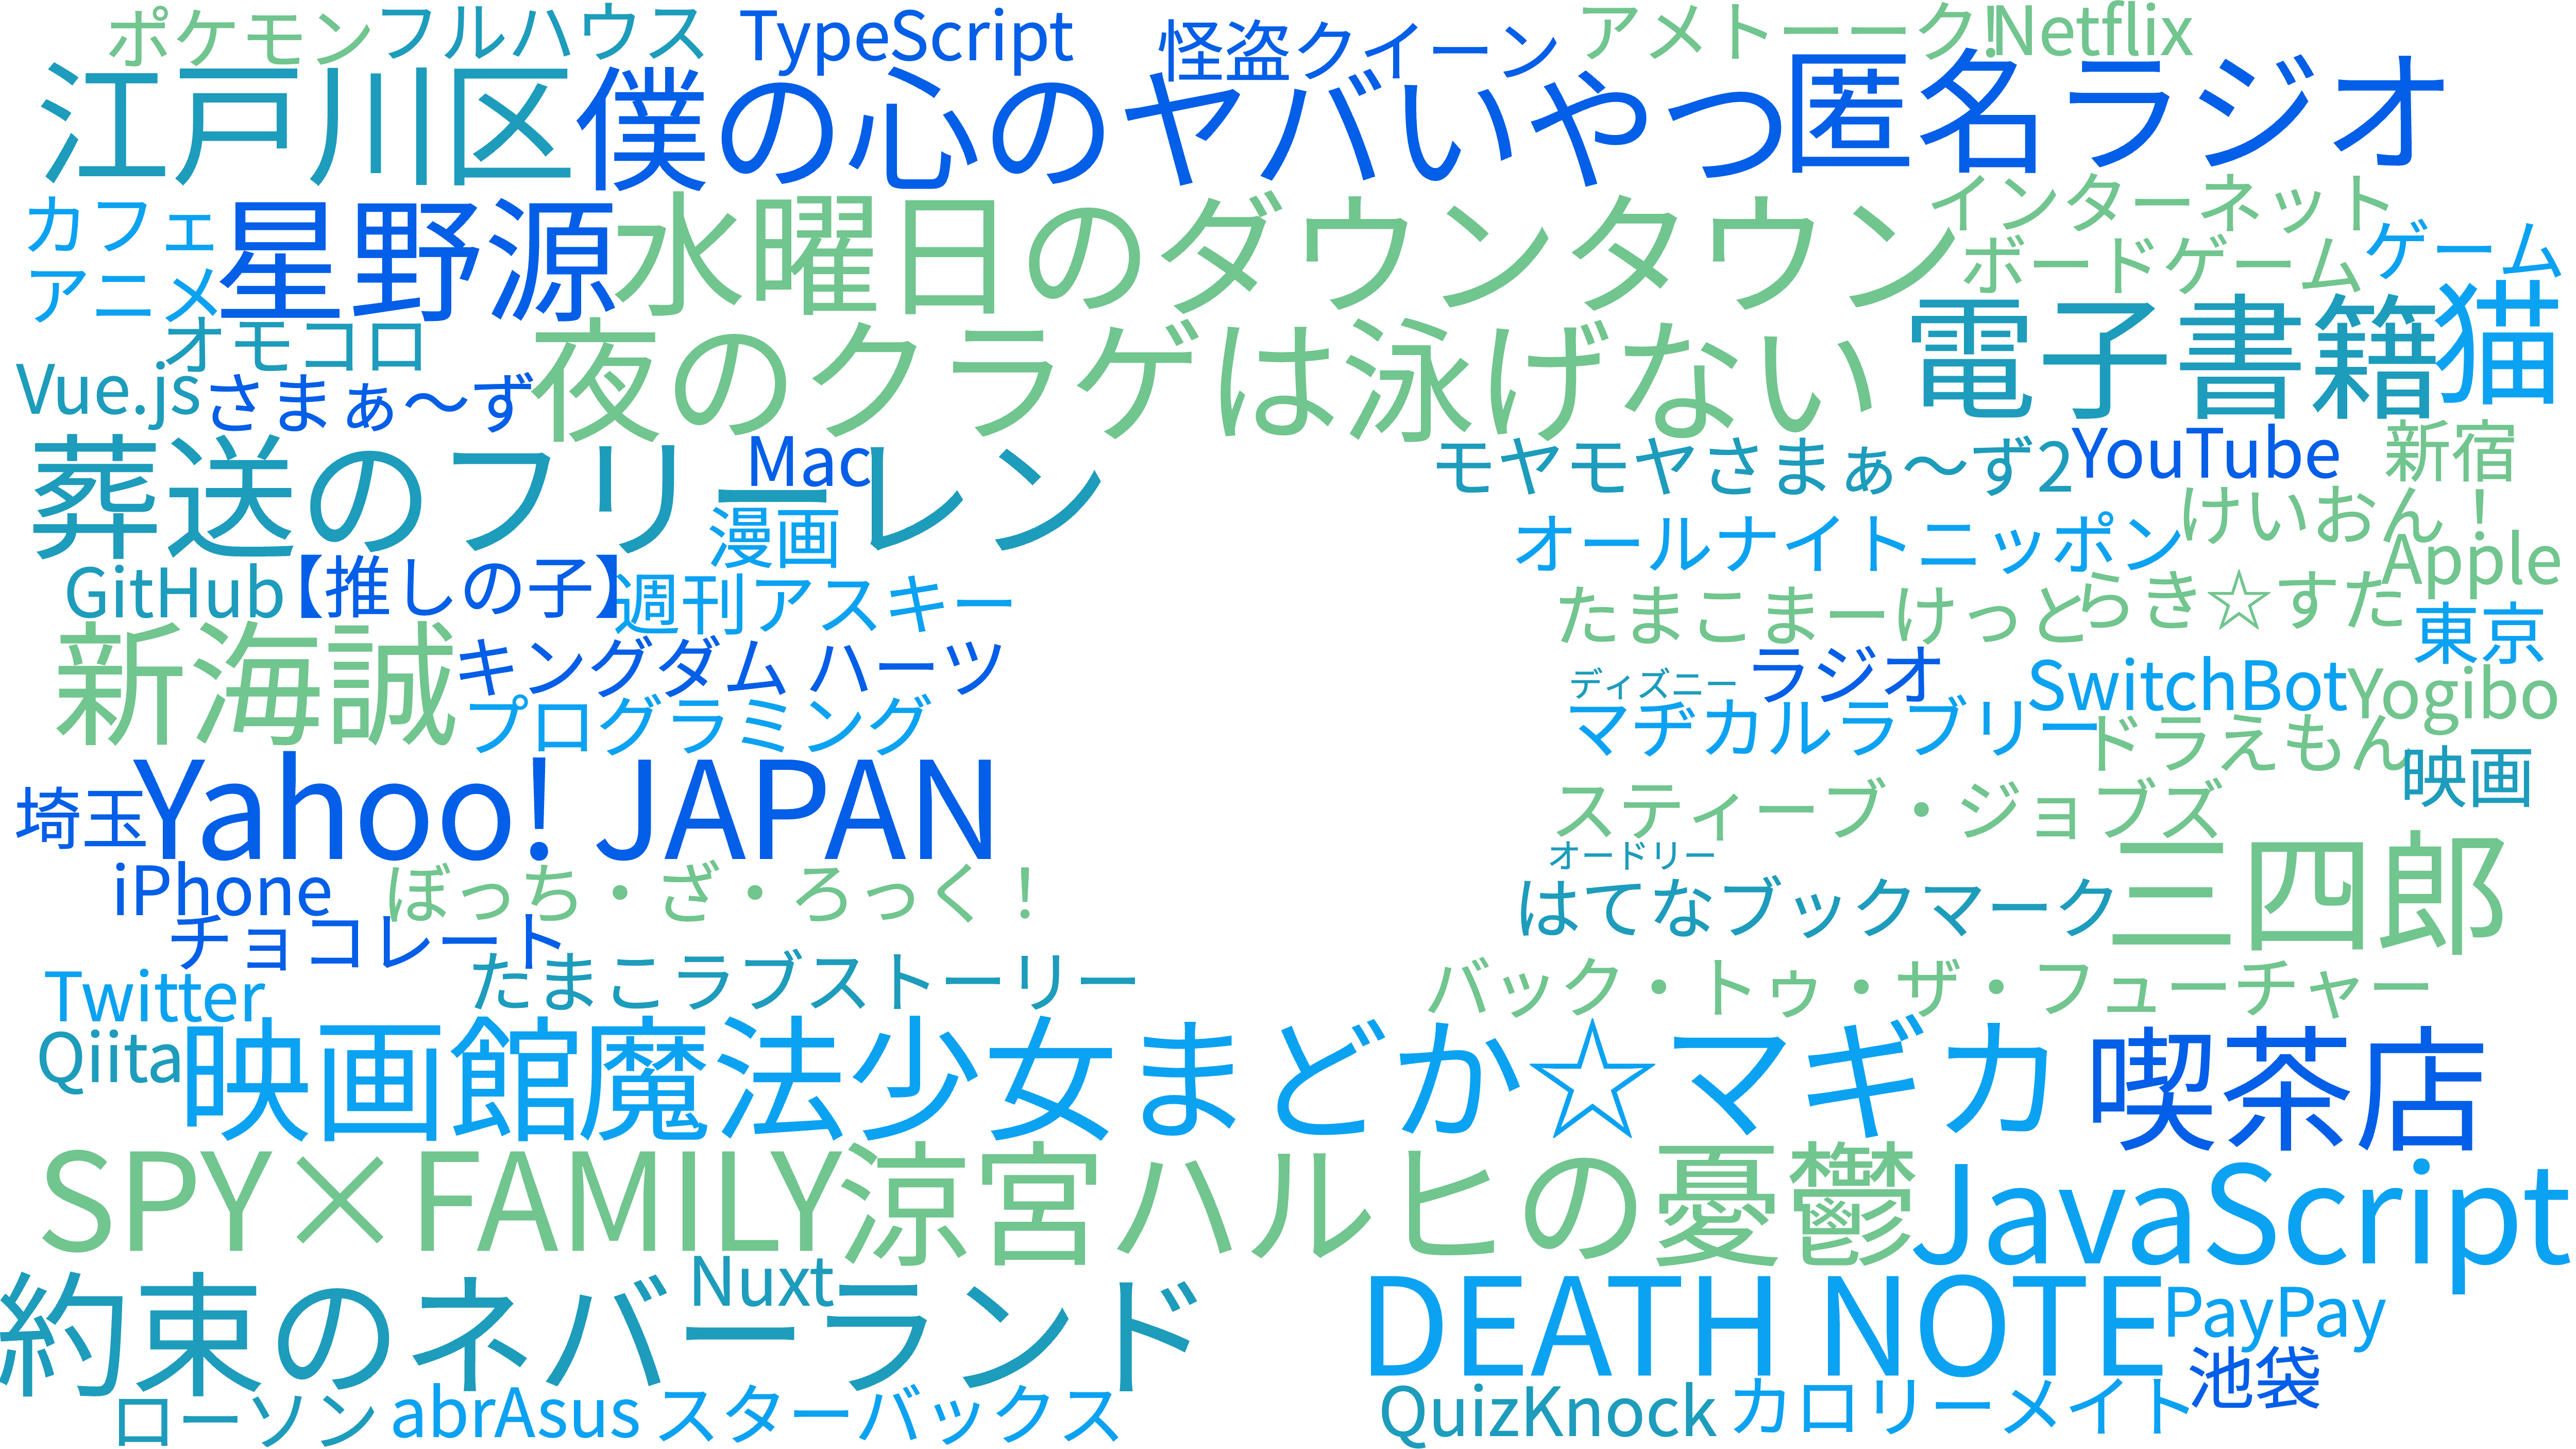 ポケモン
フルハウス
TypeScript
怪盗クイーン
アメトーーク!
Netflix
江戸川区
僕の心のヤバいやつ
匿名ラジオ
カフェ
星野源
水曜日のダウンタウン
インターネット
ボードゲーム
ゲーム
アニメ
オモコロ
夜のクラゲは泳げない
電子書籍
猫
Vue.js
さまぁ～ず
葬送のフリーレン
Mac
漫画
モヤモヤさまぁ～ず2
YouTube
新宿
けいおん！
オールナイトニッポン
Apple
GitHub
【推しの子】
週刊アスキー
たまこまーけっと
らき☆すた
東京
新海誠
キングダム ハーツ
プログラミング
ディズニー
ラジオ
SwitchBot
Yogibo
マヂカルラブリー
ドラえもん
映画
埼玉
Yahoo! JAPAN
スティーブ・ジョブズ
オードリー
三四郎
iPhone
ぼっち・ざ・ろっく！
はてなブックマーク
チョコレート
たまこラブストーリー
バック・トゥ・ザ・フューチャー
Twitter
Qiita
映画館
魔法少女まどか☆マギカ
喫茶店
SPY×FAMILY
涼宮ハルヒの憂鬱
JavaScript
約束のネバーランド
Nuxt
DEATH NOTE
PayPay
池袋
ローソン
abrAsus
スターバックス
QuizKnock
カロリーメイト